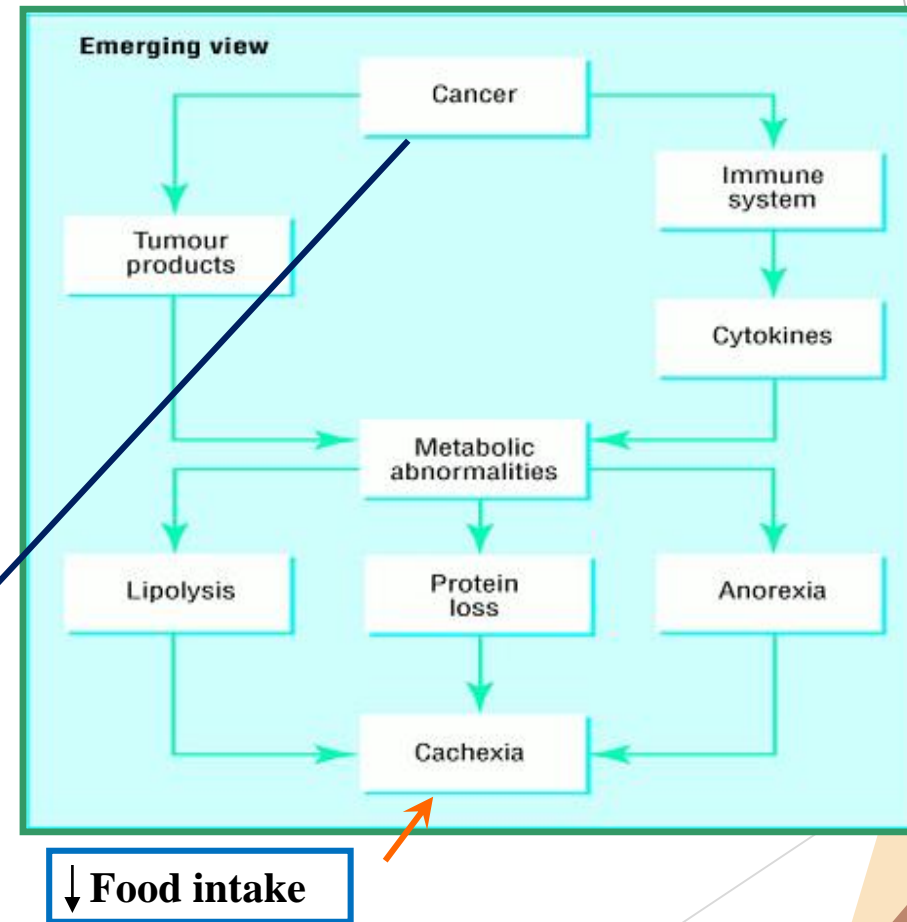 Emerging view
Cancer
Immune
system
Tumour
products
Cytokines
Metabolic
abnormalities
Lipolysis
Protein
loss
Anorexia
Cachexia
↓ Food intake